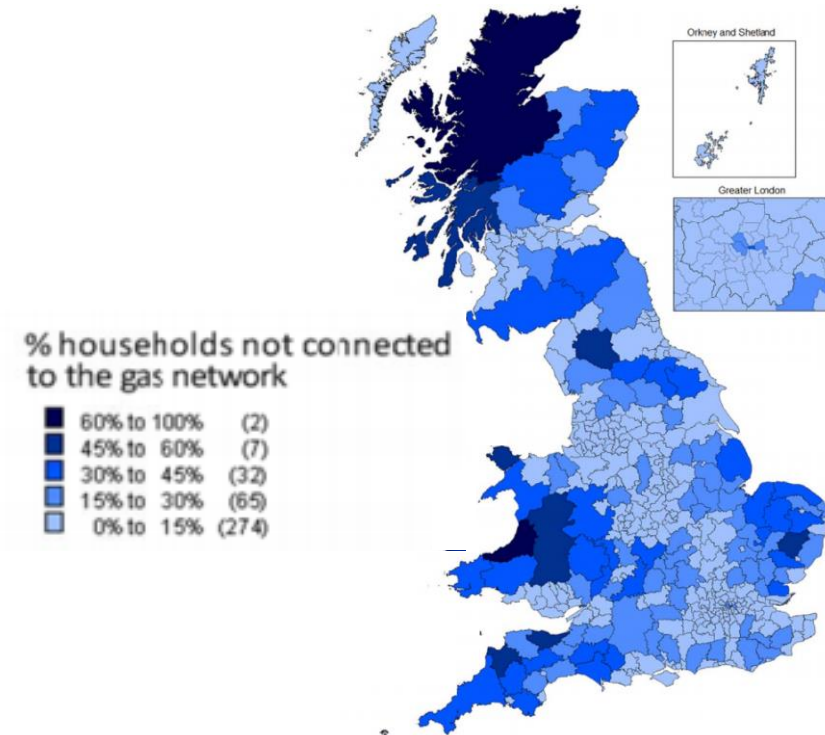 Orkney and Shetland
Greater London
% households not connected
to the gas network
60% to 100% (2)
45% to 60% (7)
30% to 45% (32)
15% to 30% (65)
0% to 15% (274)